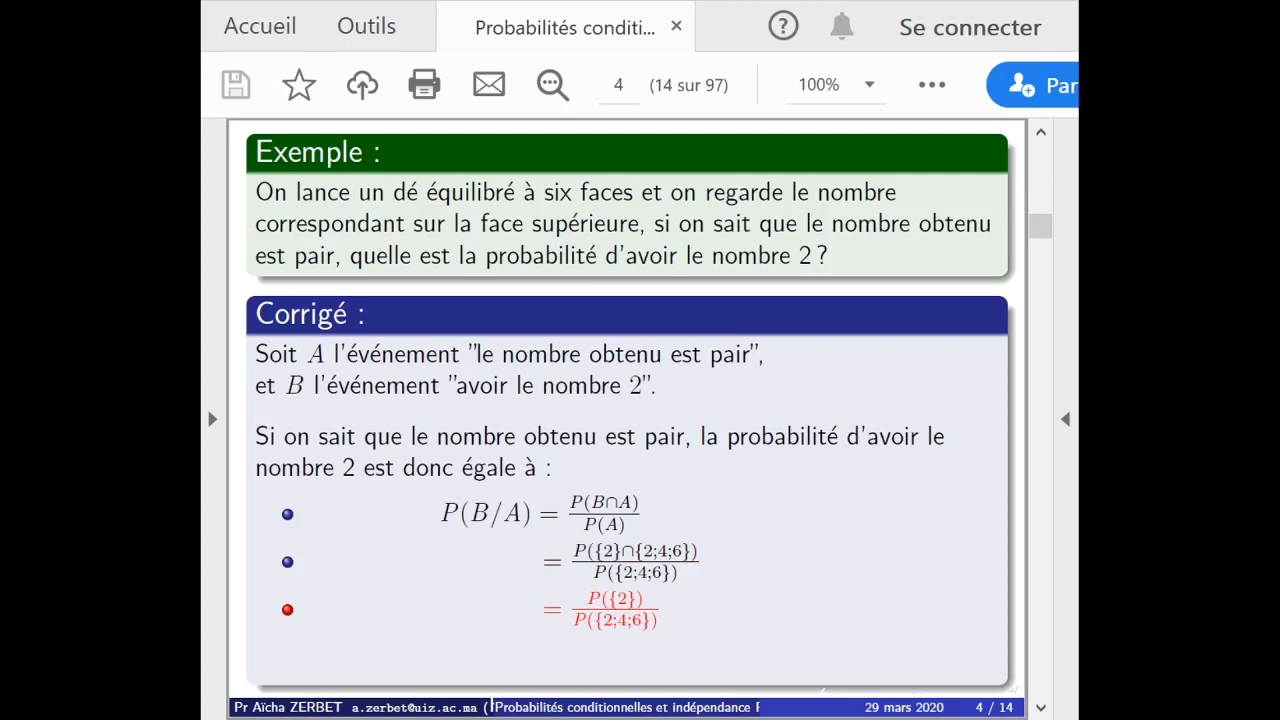 Accueil Outils Probabilités conditi... × ? Se connecter
4 (14 sur 97) 100% ••• Par
Exemple :
On lance un dé équilibré à six faces et on regarde le nombre
correspondant sur la face supérieure, si on sait que le nombre obtenu
est pair, quelle est la probabilité d'avoir le nombre 2 ?
Corrigé :
Soit A l'événement ”le nombre obtenu est pair”,
et B l'événement ”avoir le nombre 2”.
Si on sait que le nombre obtenu est pair, la probabilité d'avoir le
nombre 2 est donc égale à :
P(B/A) = P(B∩A) / P(A)
= P({2}∩{2;4;6}) / P({2;4;6})
= P({2}) / P({2;4;6})
Pr Aïcha ZERBET a.zerbet@uiz.ac.ma ( Probabilités conditionnelles et indépendance 29 mars 2020 4 / 14